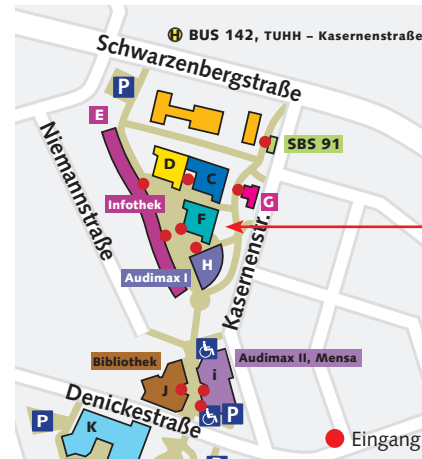 H BUS 142, TUHH – Kasernenstraße
Schwarzenbergstraße
P
E
SBS 91
D
C
Niemannstraße
G
Infothek
F
H
Audimax I
Kasernenstr.
Bibliothek
Audimax II, Mensa
i
J
Denickestraße
P
P
K
Eingang